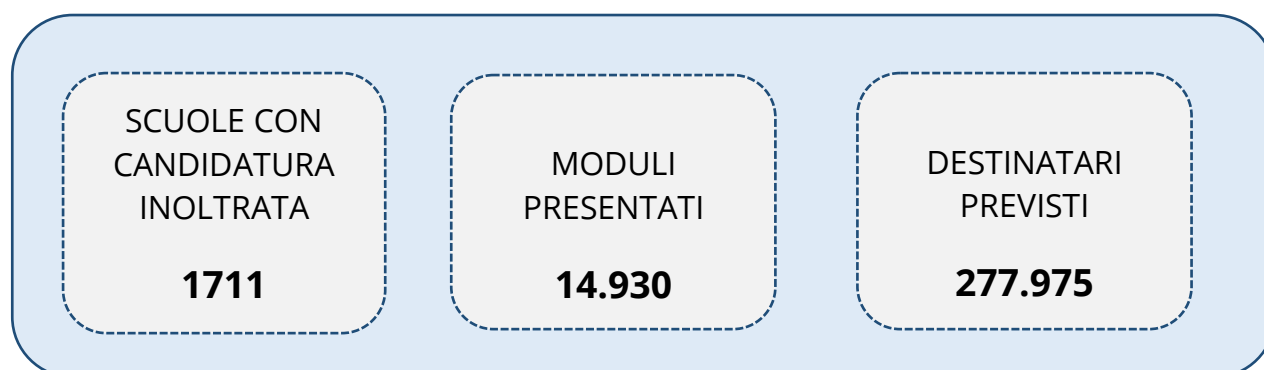 SCUOLE CON
CANDIDATURA
INOLTRATA
1711
MODULI
PRESENTATI
14.930
DESTINATARI
PREVISTI
277.975